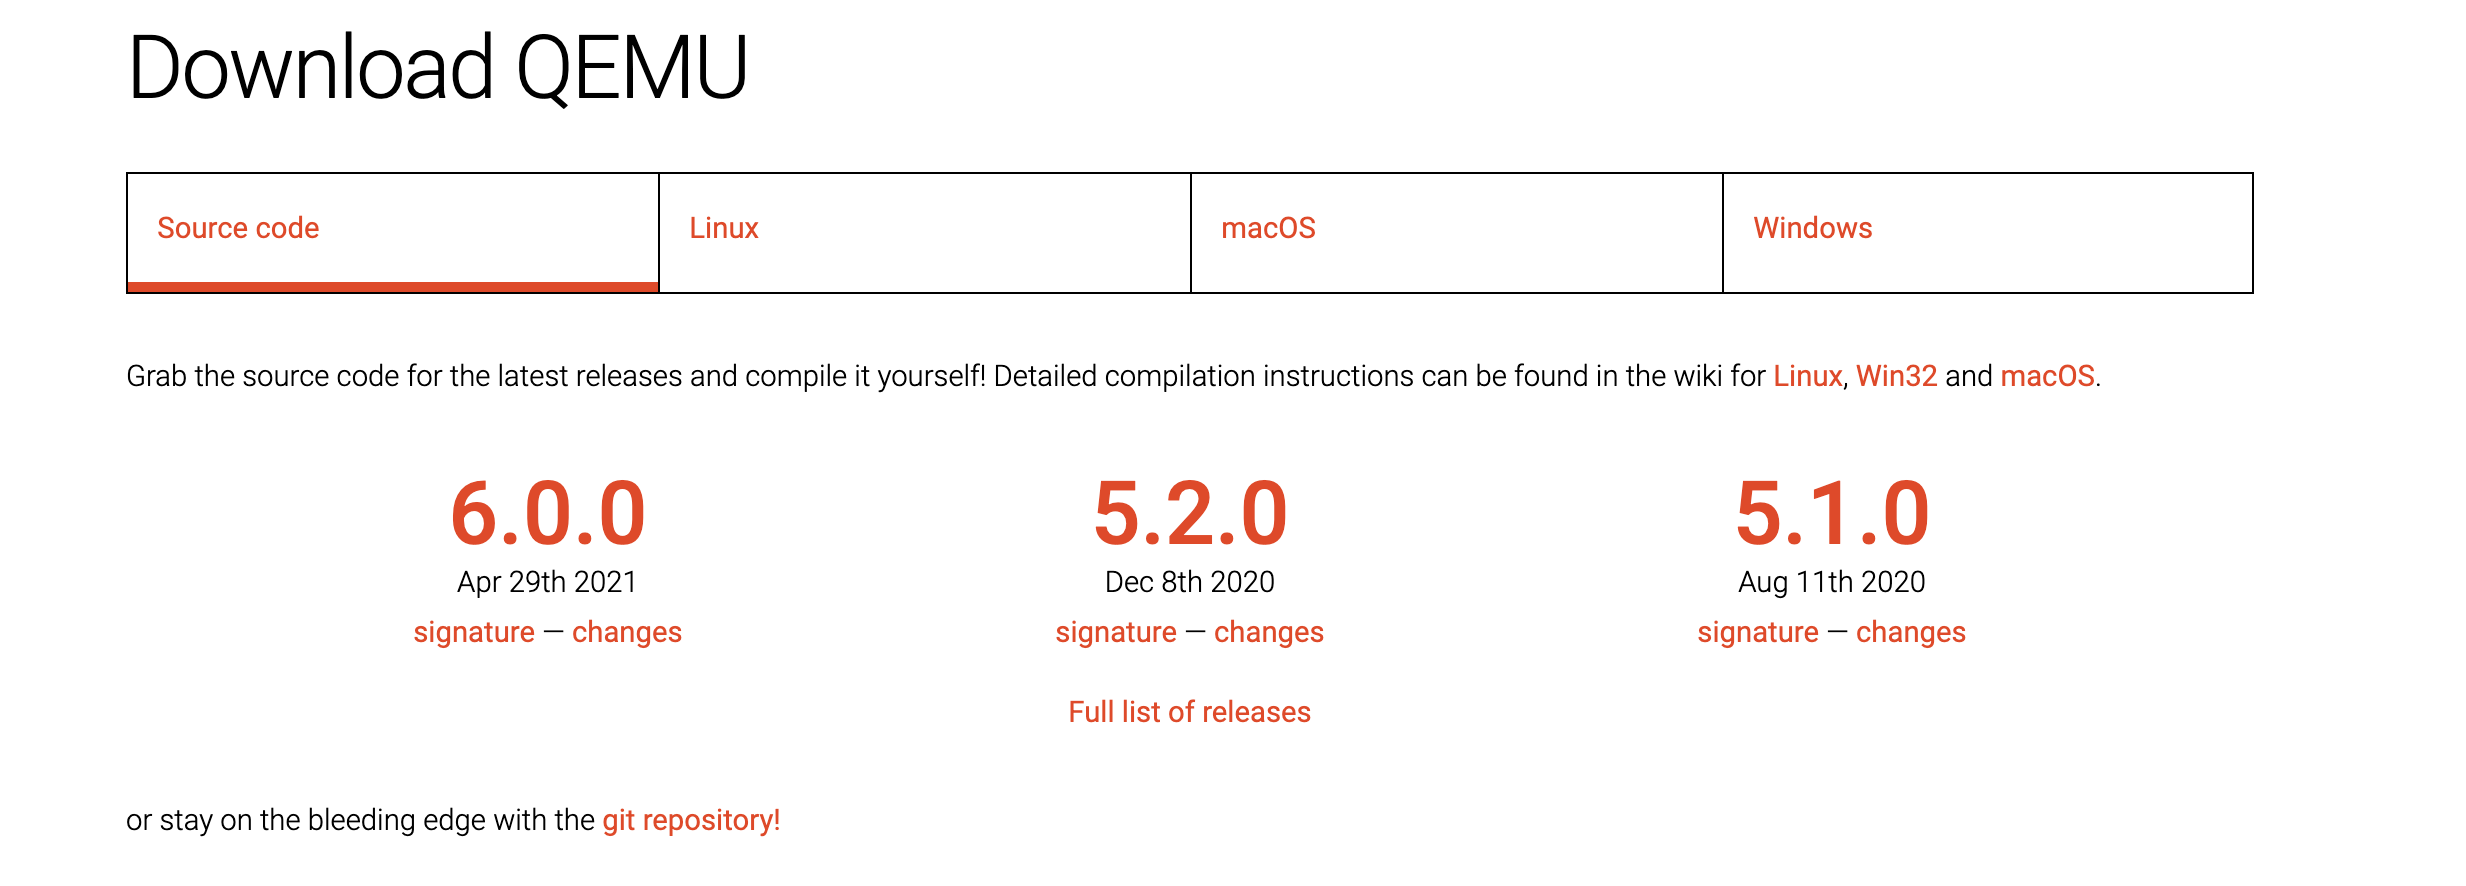 Download QEMU
Source code
Linux
macOS
Windows
Grab the source code for the latest releases and compile it yourself! Detailed compilation instructions can be found in the wiki for Linux, Win32 and macOS.
6.0.0
Apr 29th 2021
signature — changes
5.2.0
Dec 8th 2020
signature — changes
5.1.0
Aug 11th 2020
signature — changes
Full list of releases
or stay on the bleeding edge with the git repository!